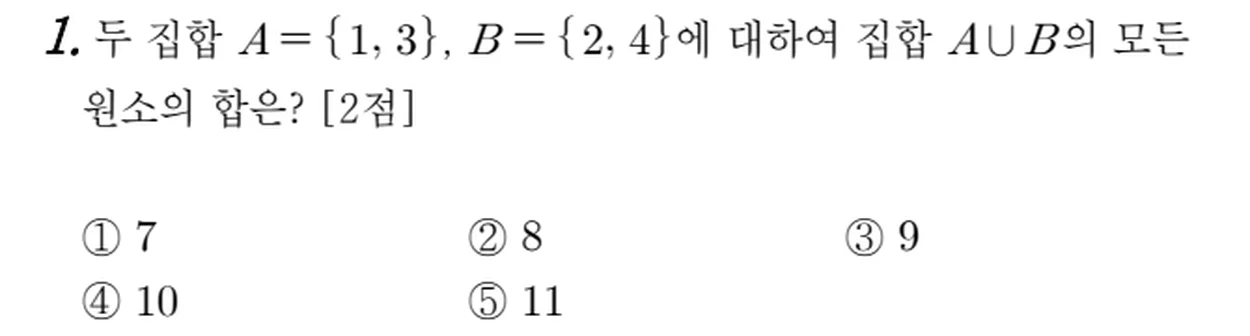 1. 두 집합 A={1, 3}, B={2, 4}에 대하여 집합 A∪B의 모든
원소의 합은? [2점]
① 7 ② 8 ③ 9
④ 10 ⑤ 11